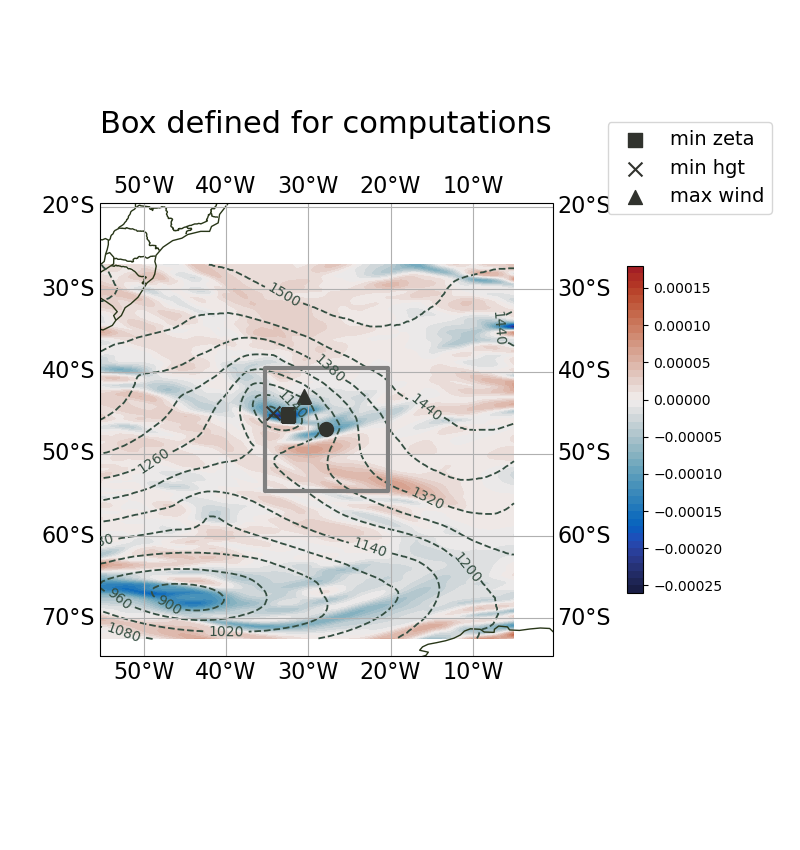 Box defined for computations
min zeta
min hgt
max wind
50°W 40°W 30°W 20°W 10°W
20°S 20°S
30°S 30°S
40°S 40°S
50°S 50°S
60°S 60°S
70°S 70°S
50°W 40°W 30°W 20°W 10°W
1500
1440
1380
1440
1260
1320
1140
1200
960
900
1080
1020
0.00015
0.00010
0.00005
0.00000
−0.00005
−0.00010
−0.00015
−0.00020
−0.00025